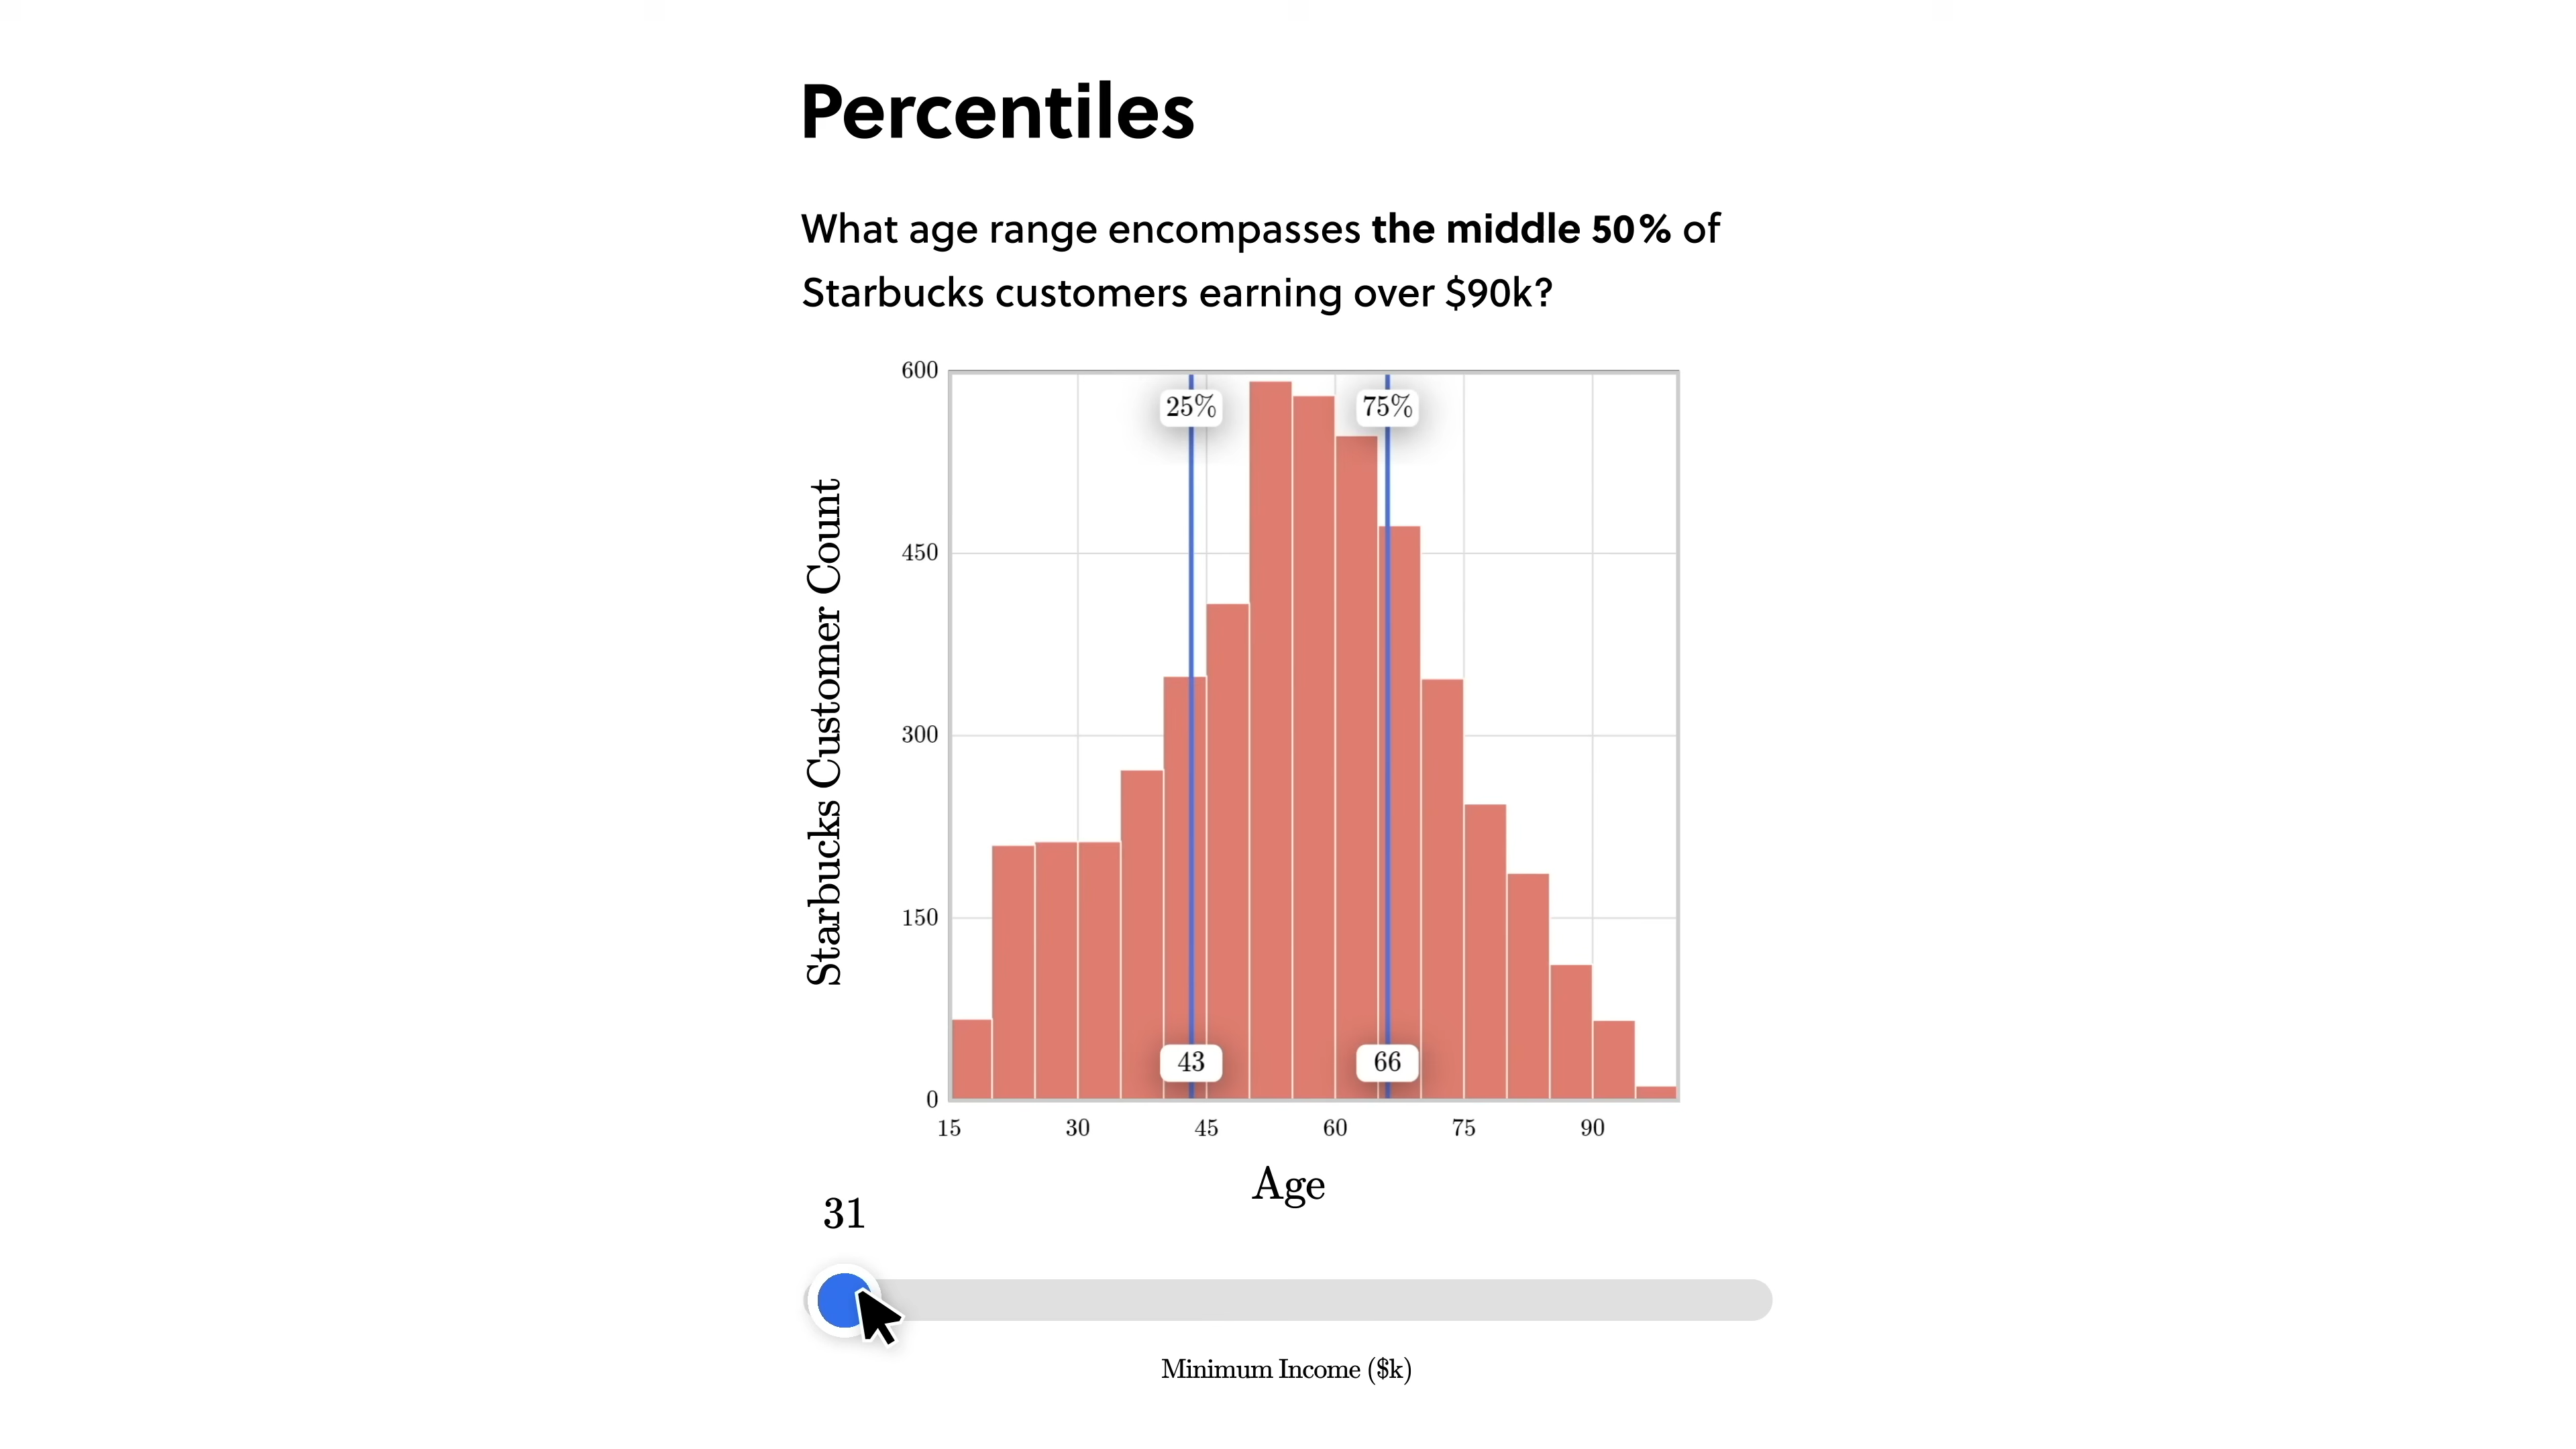 Percentiles
What age range encompasses the middle 50% of
Starbucks customers earning over $90k?
600
450
300
150
0
Starbucks Customer Count
25%
75%
43
66
15
30
45
60
75
90
Age
31
Minimum Income ($k)